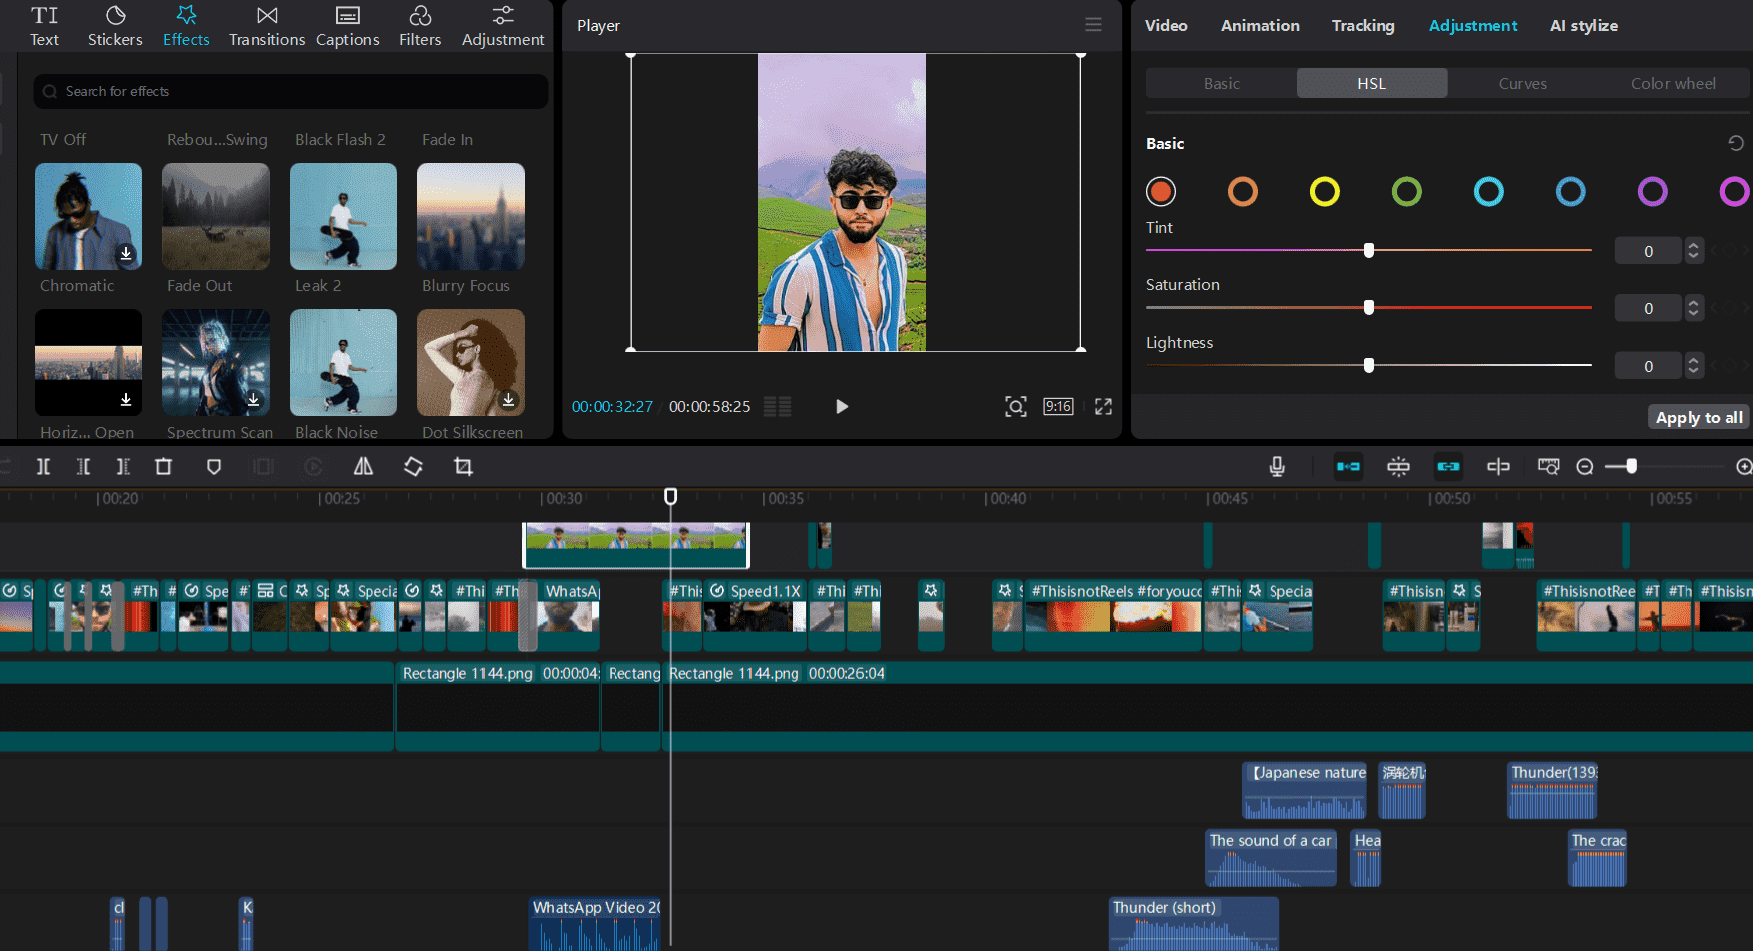 Text Stickers Effects Transitions Captions Filters Adjustment
Search for effects
TV Off Rebou...Swing Black Flash 2 Fade In
Chromatic Fade Out Leak 2 Blurry Focus
Horiz... Open Spectrum Scan Black Noise Dot Silkscreen
Player
00:00:32:27 00:00:58:25
9:16
Video Animation Tracking Adjustment AI stylize
Basic HSL Curves Color wheel
Basic
Tint
0
Saturation
0
Lightness
0
Apply to all
00:20 00:25 00:30 00:35 00:40 00:45 00:50 00:55
Sp #Thi Spe #T C Sp Specia #Thi #Th WhatsAp #This Speed1.1X #Thi #Thi S #ThisisnotReels #foryouco #This Specia #Thisisn S #ThisisnotRee #T #Th #Thisisn
Rectangle 1144.png 00:00:04: Rectang Rectangle 1144.png 00:00:26:04
【Japanese nature 涡轮机 Thunder(139
The sound of a car Hea The crac
cl K WhatsApp Video 20 Thunder (short)